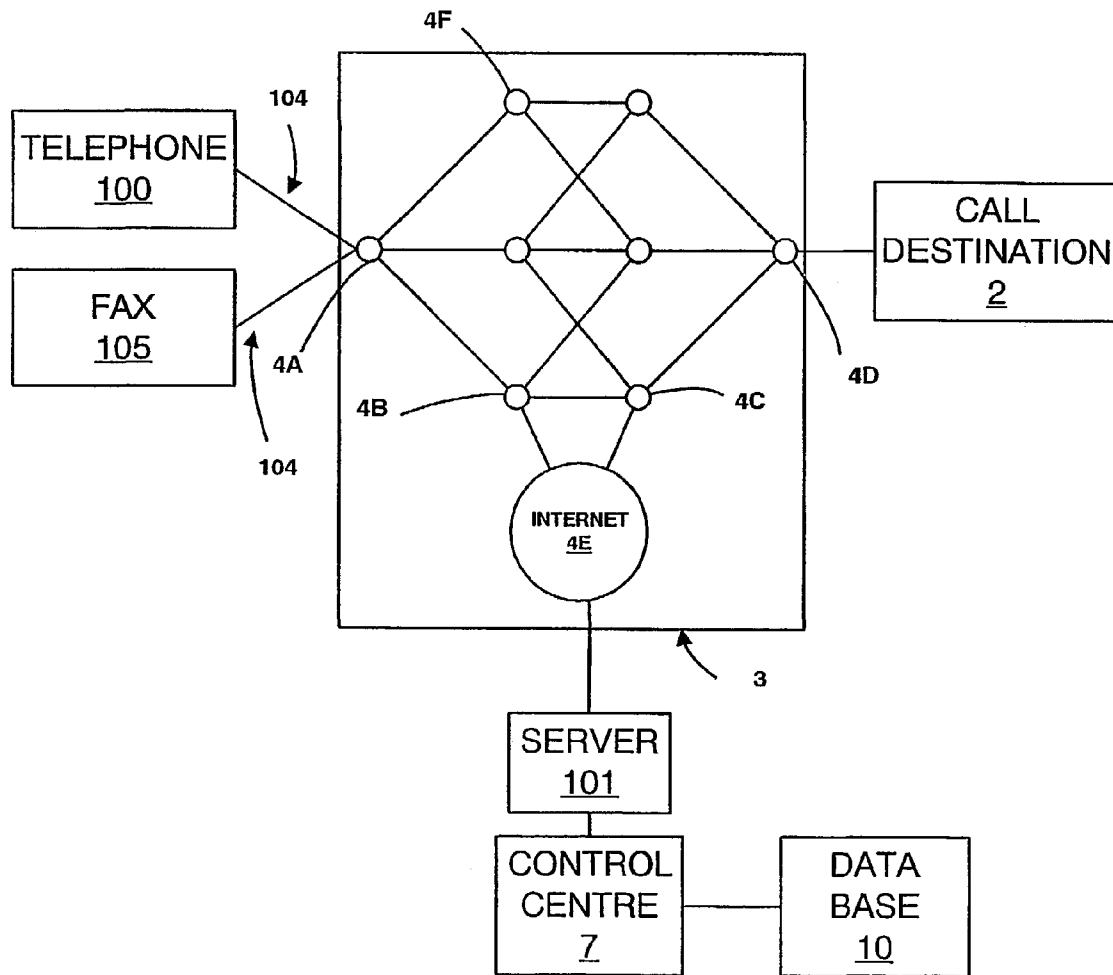 4F
104
TELEPHONE
100
FAX
105
104
4A
4B
4C
4D
CALL
DESTINATION
2
INTERNET
4E
3
SERVER
101
CONTROL
CENTRE
7
DATA
BASE
10